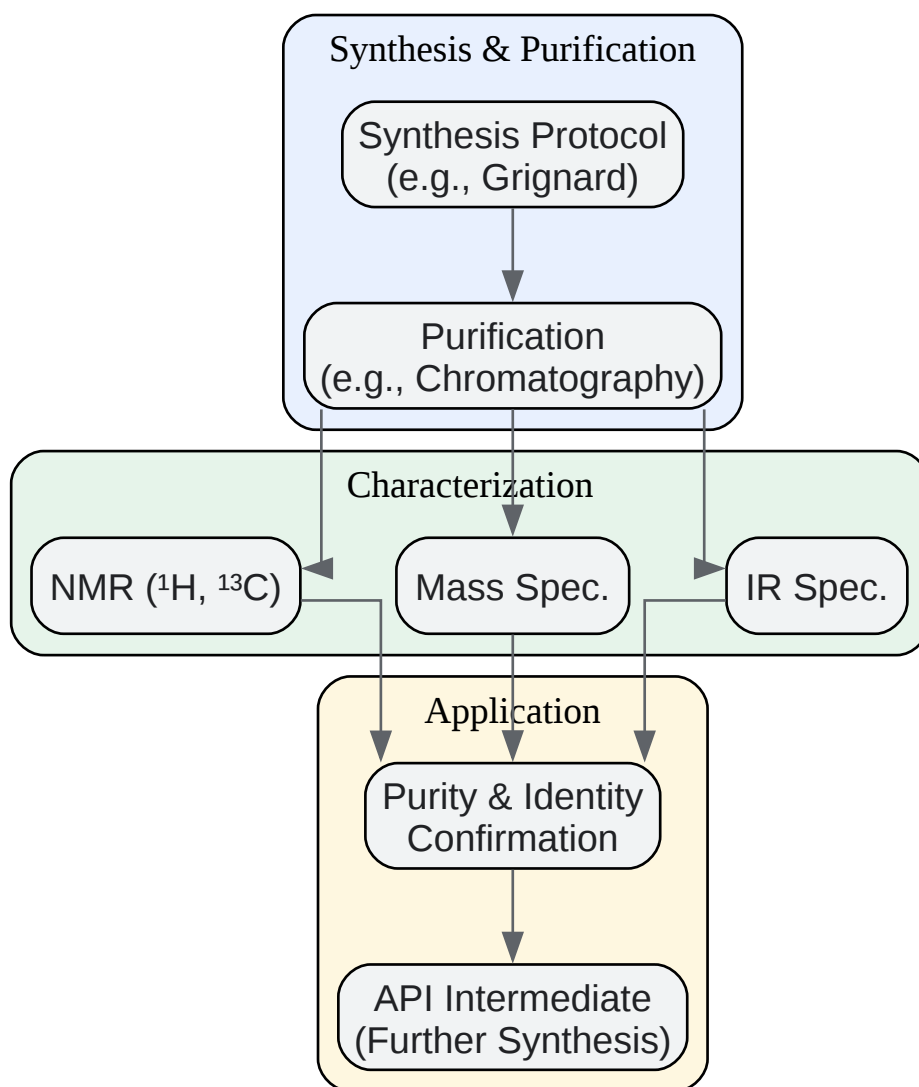 Synthesis & Purification
Synthesis Protocol
(e.g., Grignard)
Purification
(e.g., Chromatography)
Characterization
NMR (¹H, ¹³C)
Mass Spec.
IR Spec.
Application
Purity & Identity
Confirmation
API Intermediate
(Further Synthesis)